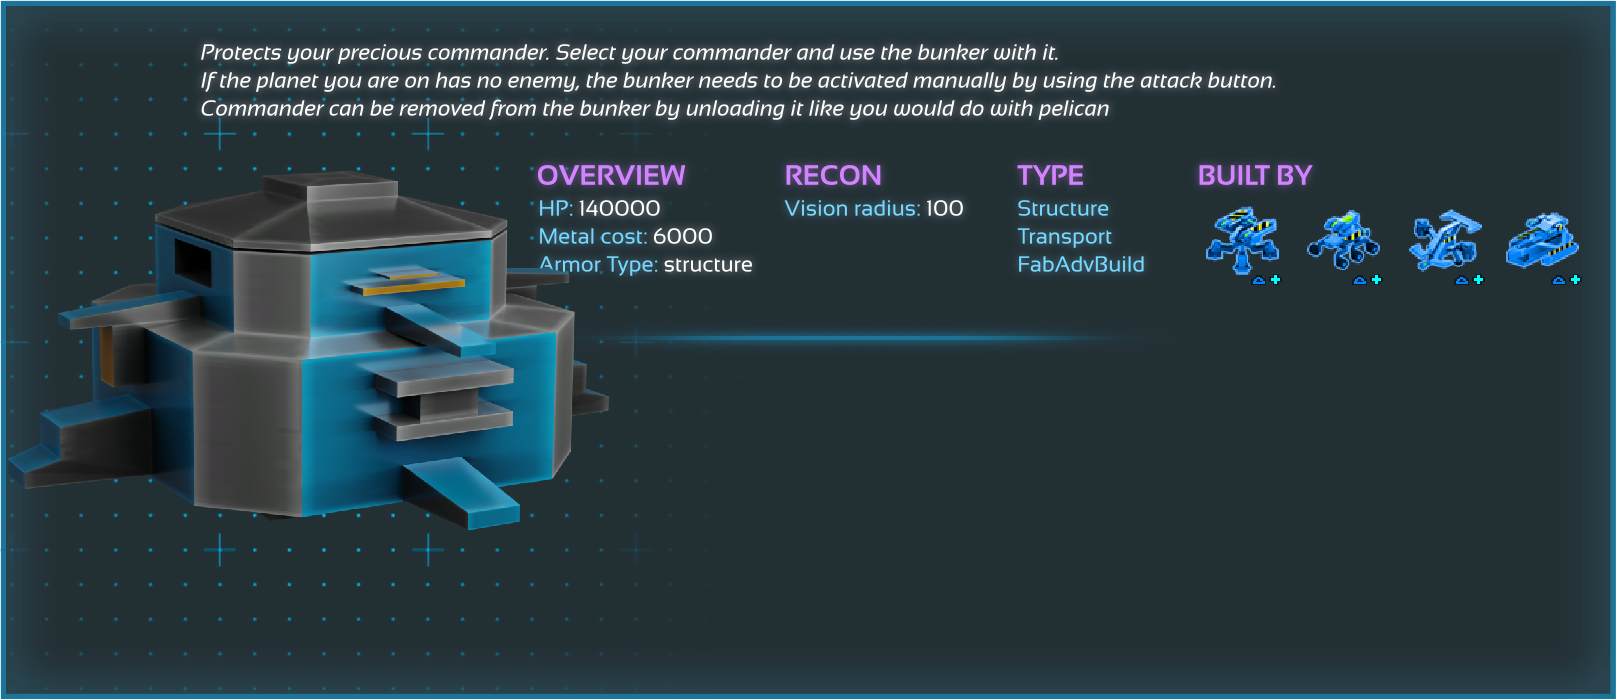 Protects your precious commander. Select your commander and use the bunker with it.
If the planet you are on has no enemy, the bunker needs to be activated manually by using the attack button.
Commander can be removed from the bunker by unloading it like you would do with pelican
OVERVIEW
HP: 140000
Metal cost: 6000
Armor Type: structure
RECON
Vision radius: 100
TYPE
Structure
Transport
FabAdvBuild
BUILT BY